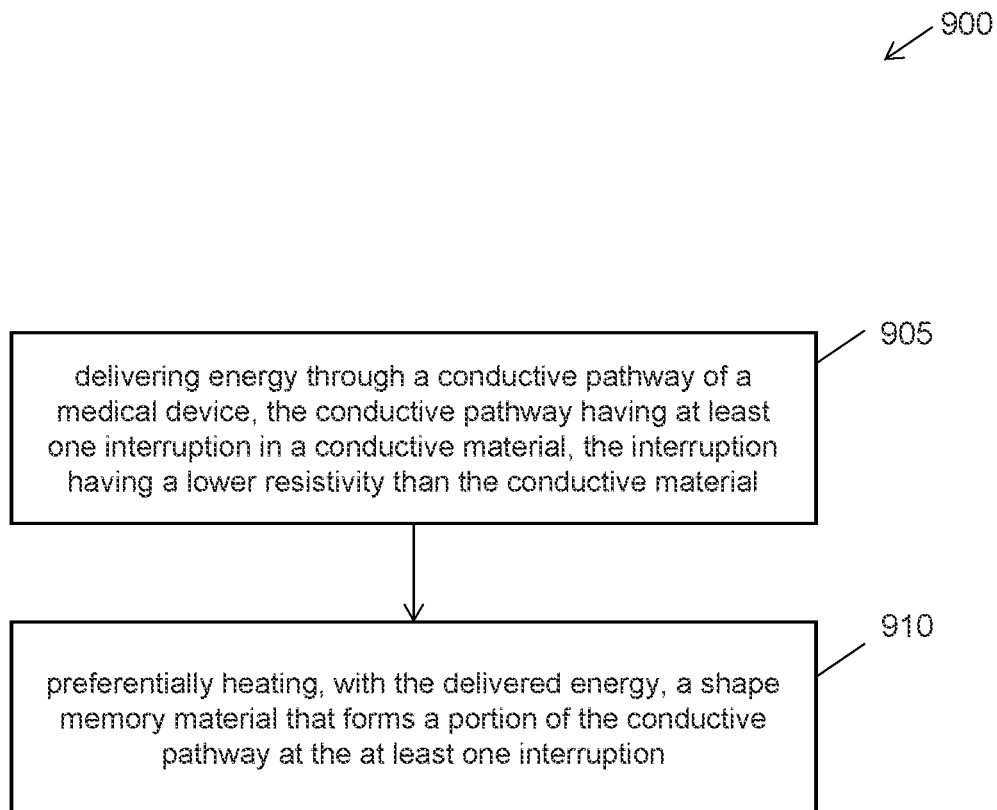 900
905
delivering energy through a conductive pathway of a
medical device, the conductive pathway having at least
one interruption in a conductive material, the interruption
having a lower resistivity than the conductive material
910
preferentially heating, with the delivered energy, a shape
memory material that forms a portion of the conductive
pathway at the at least one interruption